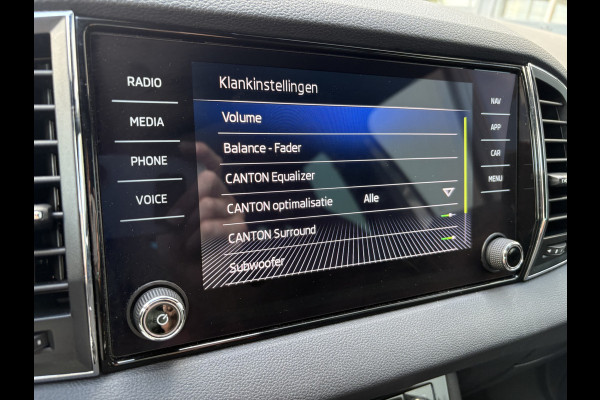 RADIO
MEDIA
PHONE
VOICE
Klankinstellingen
Volume
Balance - Fader
CANTON Equalizer
CANTON optimalisatie Alle
CANTON Surround
Subwoofer
NAV
APP
CAR
MENU